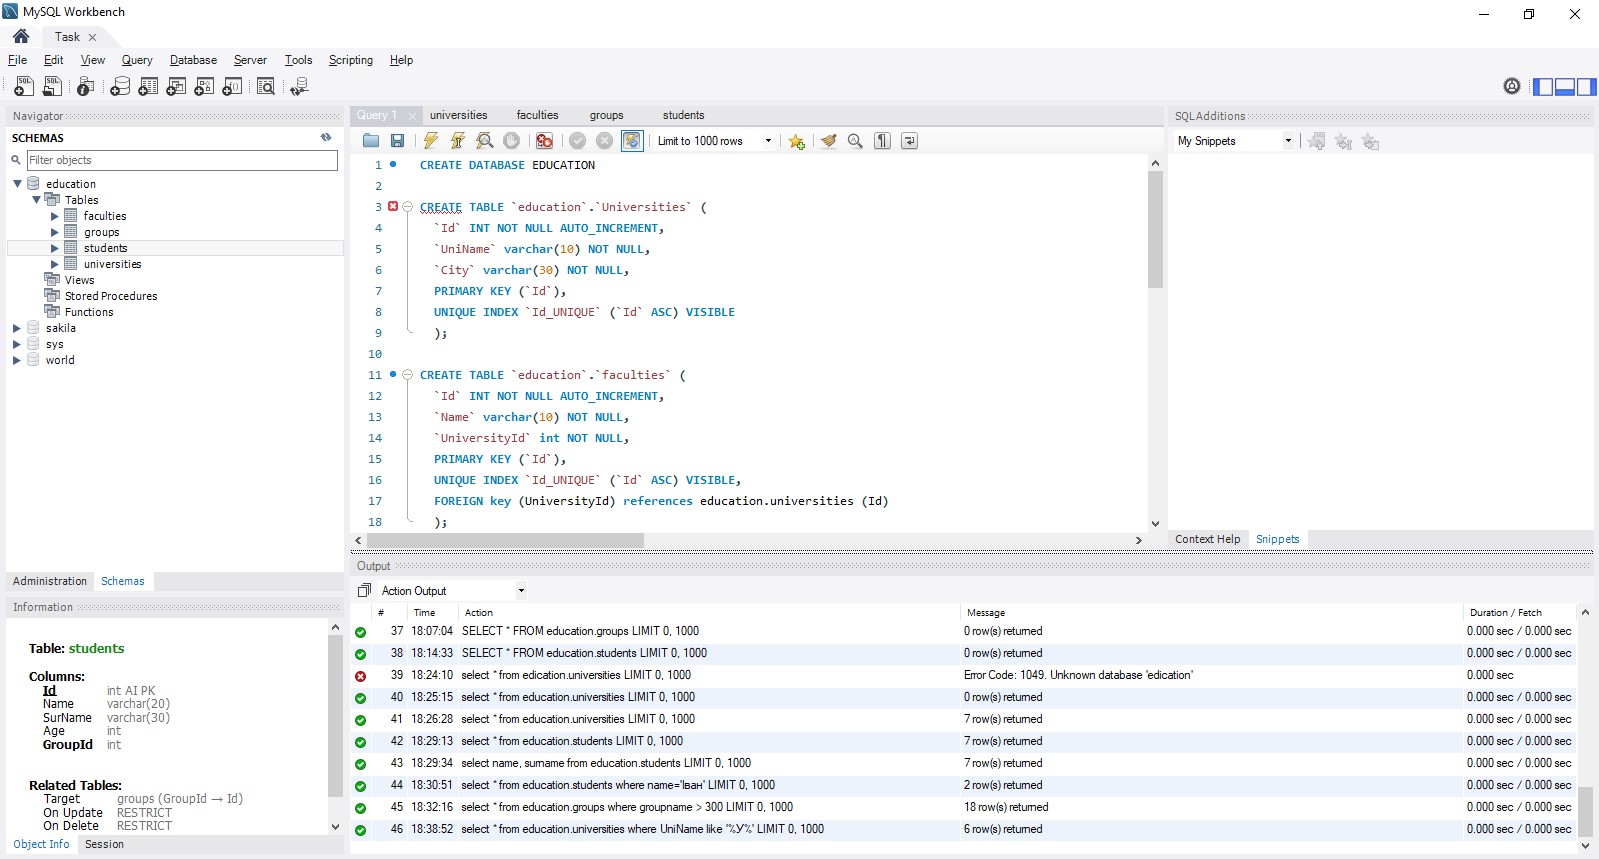 MySQL Workbench
Task
File Edit View Query Database Server Tools Scripting Help
Navigator
SCHEMAS
Filter objects
education
Tables
faculties
groups
students
universities
Views
Stored Procedures
Functions
sakila
sys
world
Administration Schemas
Information
Table: students
Columns:
Id int AI PK
Name varchar(20)
SurName varchar(30)
Age int
GroupId int
Related Tables:
Target groups (GroupId → Id)
On Update RESTRICT
On Delete RESTRICT
Object Info Session
Query 1 universities faculties groups students
Limit to 1000 rows
1 CREATE DATABASE EDUCATION
2
3 CREATE TABLE `education`.`Universities` (
4 `Id` INT NOT NULL AUTO_INCREMENT,
5 `UniName` varchar(10) NOT NULL,
6 `City` varchar(30) NOT NULL,
7 PRIMARY KEY (`Id`),
8 UNIQUE INDEX `Id_UNIQUE` (`Id` ASC) VISIBLE
9 );
10
11 CREATE TABLE `education`.`faculties` (
12 `Id` INT NOT NULL AUTO_INCREMENT,
13 `Name` varchar(10) NOT NULL,
14 `UniversityId` int NOT NULL,
15 PRIMARY KEY (`Id`),
16 UNIQUE INDEX `Id_UNIQUE` (`Id` ASC) VISIBLE,
17 FOREIGN key (UniversityId) references education.universities (Id)
18 );
SQLAdditions
My Snippets
Context Help Snippets
Output
Action Output
# Time Action Message Duration / Fetch
37 18:07:04 SELECT * FROM education.groups LIMIT 0, 1000 0 row(s) returned 0.000 sec / 0.000 sec
38 18:14:33 SELECT * FROM education.students LIMIT 0, 1000 0 row(s) returned 0.000 sec / 0.000 sec
39 18:24:10 select * from edication.universities LIMIT 0, 1000 Error Code: 1049. Unknown database 'edication' 0.000 sec
40 18:25:15 select * from education.universities LIMIT 0, 1000 0 row(s) returned 0.000 sec / 0.000 sec
41 18:26:28 select * from education.universities LIMIT 0, 1000 7 row(s) returned 0.000 sec / 0.000 sec
42 18:29:13 select * from education.students LIMIT 0, 1000 7 row(s) returned 0.000 sec / 0.000 sec
43 18:29:34 select name, surname from education.students LIMIT 0, 1000 7 row(s) returned 0.000 sec / 0.000 sec
44 18:30:51 select * from education.students where name='Іван' LIMIT 0, 1000 2 row(s) returned 0.000 sec / 0.000 sec
45 18:32:16 select * from education.groups where groupname > 300 LIMIT 0, 1000 18 row(s) returned 0.000 sec / 0.000 sec
46 18:38:52 select * from education.universities where UniName like '%У%' LIMIT 0, 1000 6 row(s) returned 0.000 sec / 0.000 sec